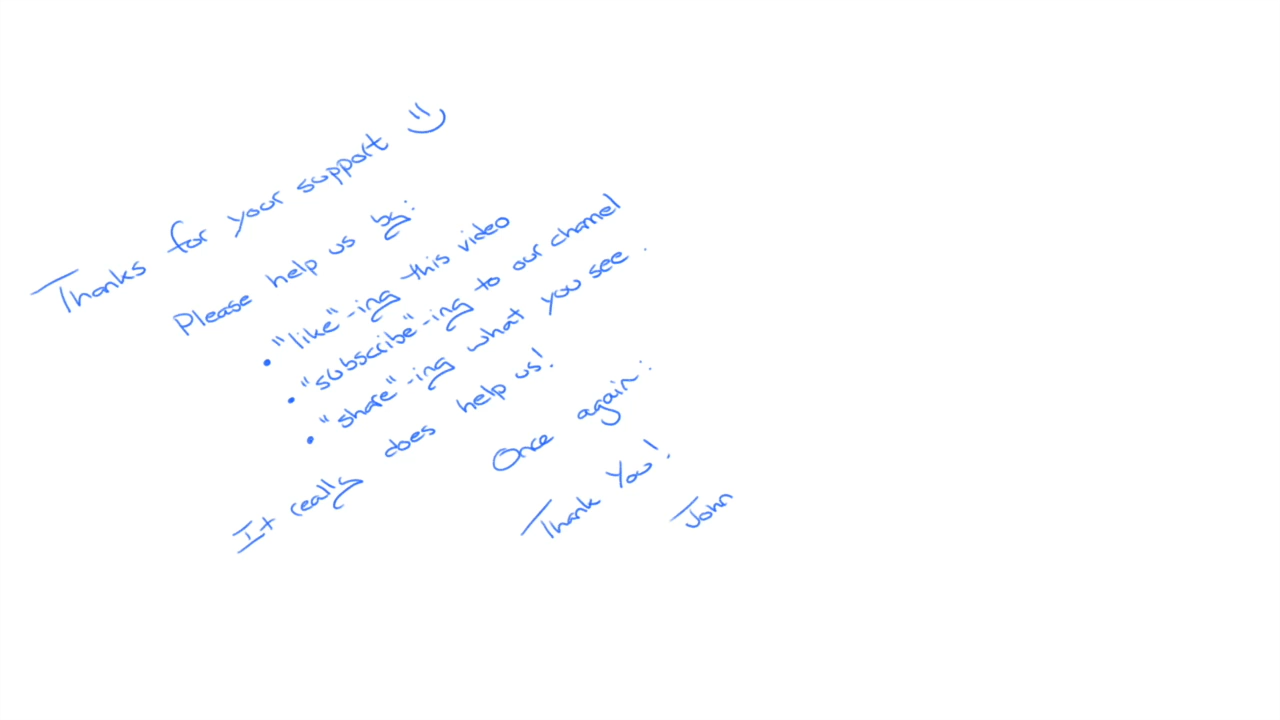 Thanks for your support
Please help us by:
• "like"-ing this video
• "subscribe"-ing to our channel
• "share"-ing what you see.
It really does help us!
Once again:
Thank You!
John